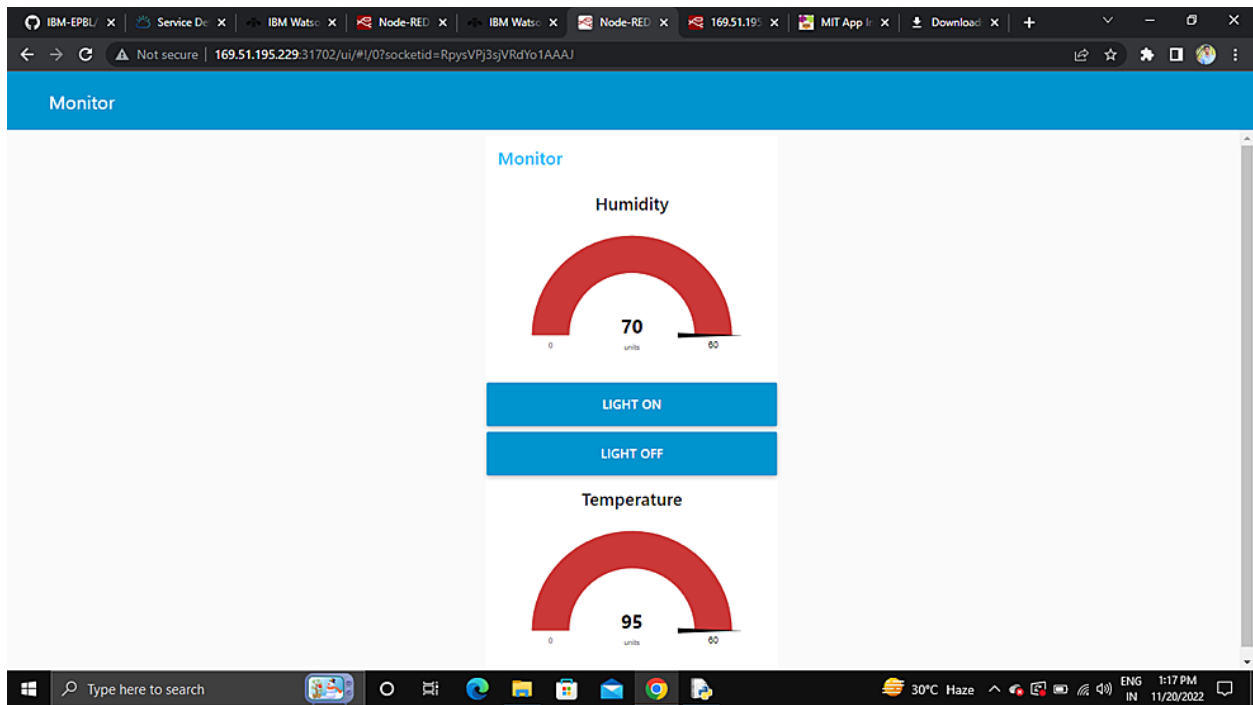 IBM-EPBL/
Service De
IBM Watso
Node-RED
IBM Watso
Node-RED
169.51.195
MIT App In
Download
Not secure | 169.51.195.229:31702/ui/#!/0?socketid=RpysVPj3sjVRdYo1AAAJ
Monitor
Monitor
Humidity
70
units
0
60
LIGHT ON
LIGHT OFF
Temperature
95
units
0
60
Type here to search
30°C Haze
ENG
IN
1:17 PM
11/20/2022